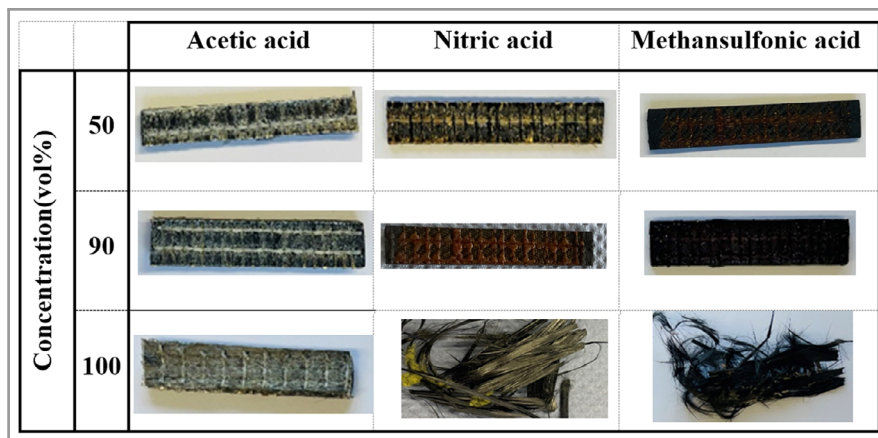 Acetic acid
Nitric acid
Methansulfonic acid
Concentration(vol%)
50
90
100